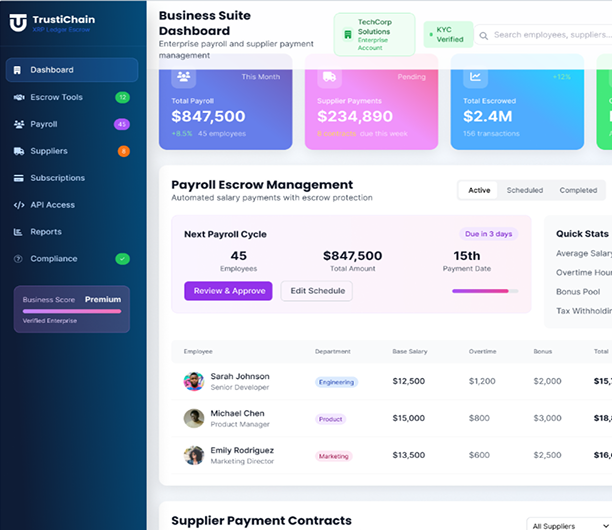 TrustiChain
XRP Ledger Escrow
Dashboard
Escrow Tools 12
Payroll 45
Suppliers 8
Subscriptions
API Access
Reports
Compliance
Business Score Premium
Verified Enterprise
Business Suite
Dashboard
Enterprise payroll and supplier payment
management
TechCorp
Solutions
Enterprise
Account
KYC
Verified
Search employees, suppliers...
This Month
Total Payroll
$847,500
+8.5% 45 employees
Pending
Supplier Payments
$234,890
8 contracts due this week
+12%
Total Escrowed
$2.4M
156 transactions
Payroll Escrow Management
Automated salary payments with escrow protection
Active Scheduled Completed
Next Payroll Cycle Due in 3 days
45 $847,500 15th
Employees Total Amount Payment Date
Review & Approve Edit Schedule
Quick Stats
Average Salary
Overtime Hou
Bonus Pool
Tax Withholdin
Employee Department Base Salary Overtime Bonus Total
Sarah Johnson
Senior Developer
Engineering $12,500 $1,200 $2,000 $15,
Michael Chen
Product Manager
Product $15,000 $800 $3,000 $18,
Emily Rodriguez
Marketing Director
Marketing $13,500 $600 $2,500 $16,
Supplier Payment Contracts
All Suppliers